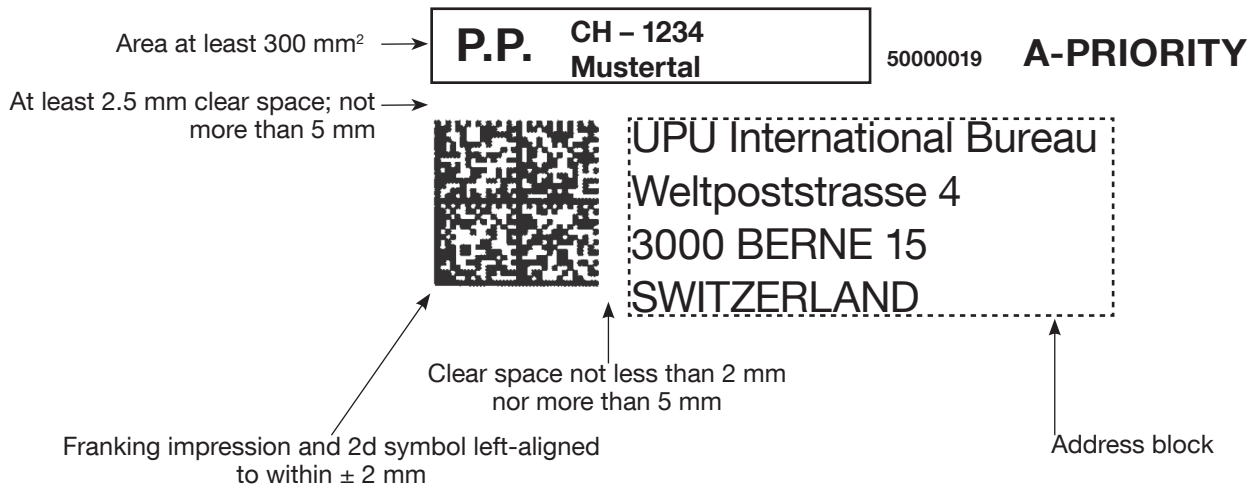 Area at least 300 mm²
P.P.
CH – 1234
Mustertal
50000019
A-PRIORITY
At least 2.5 mm clear space; not
more than 5 mm
UPU International Bureau
Weltpoststrasse 4
3000 BERNE 15
SWITZERLAND
Clear space not less than 2 mm
nor more than 5 mm
Franking impression and 2d symbol left-aligned
to within ± 2 mm
Address block